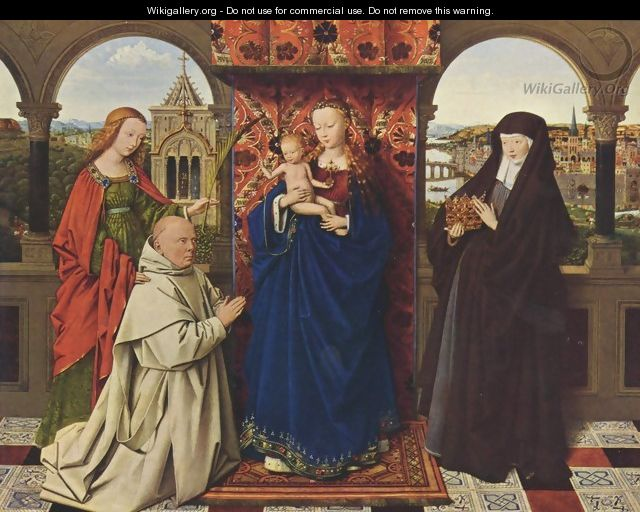 Wikigallery.org - Do not use for commercial use. Do not remove this warning.
WikiGallery.Org